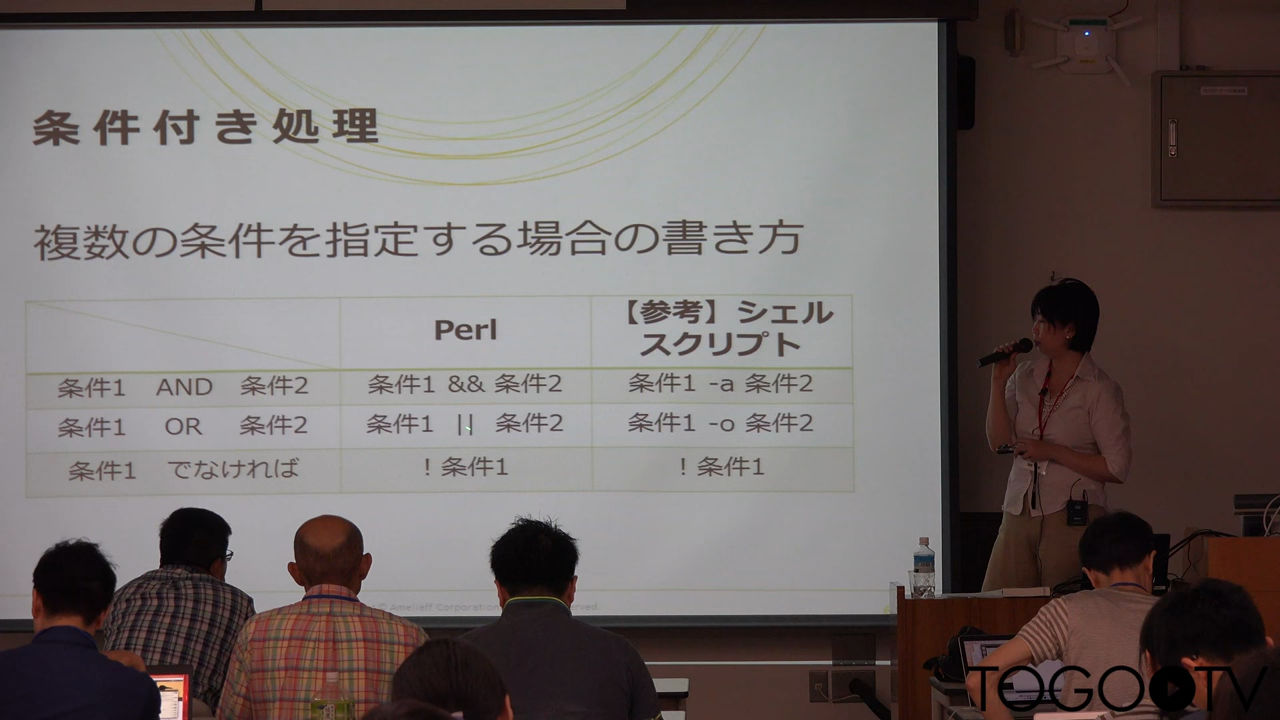 条件付き処理
複数の条件を指定する場合の書き方
Perl
【参考】シェル
スクリプト
条件1 AND 条件2
条件1 && 条件2
条件1 -a 条件2
条件1 OR 条件2
条件1 || 条件2
条件1 -o 条件2
条件1 でなければ
! 条件1
! 条件1
© Amelieff Corporation
TOGOTV